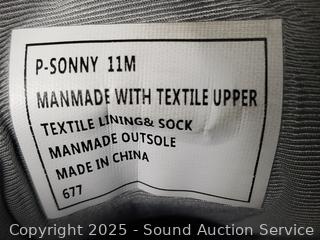 P-SONNY 11M
MANMADE WITH TEXTILE UPPER
TEXTILE LINING& SOCK
MANMADE OUTSOLE
MADE IN CHINA
677
Copyright 2025 - Sound Auction Service